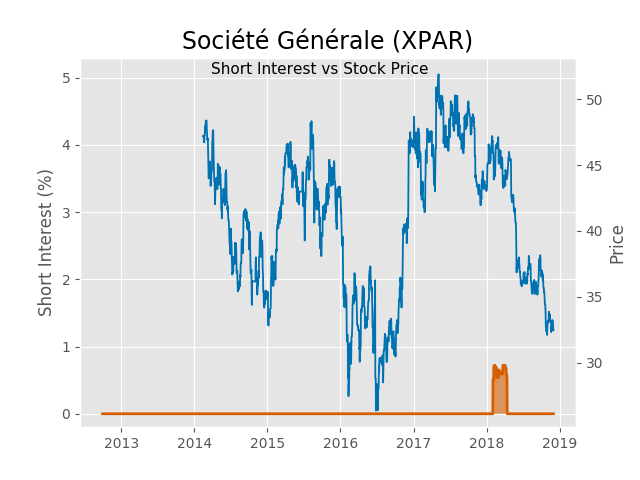 Société Générale (XPAR)
Short Interest vs Stock Price
Short Interest (%)
5
4
3
2
1
0
50
45
40
35
30
Price
2013 2014 2015 2016 2017 2018 2019